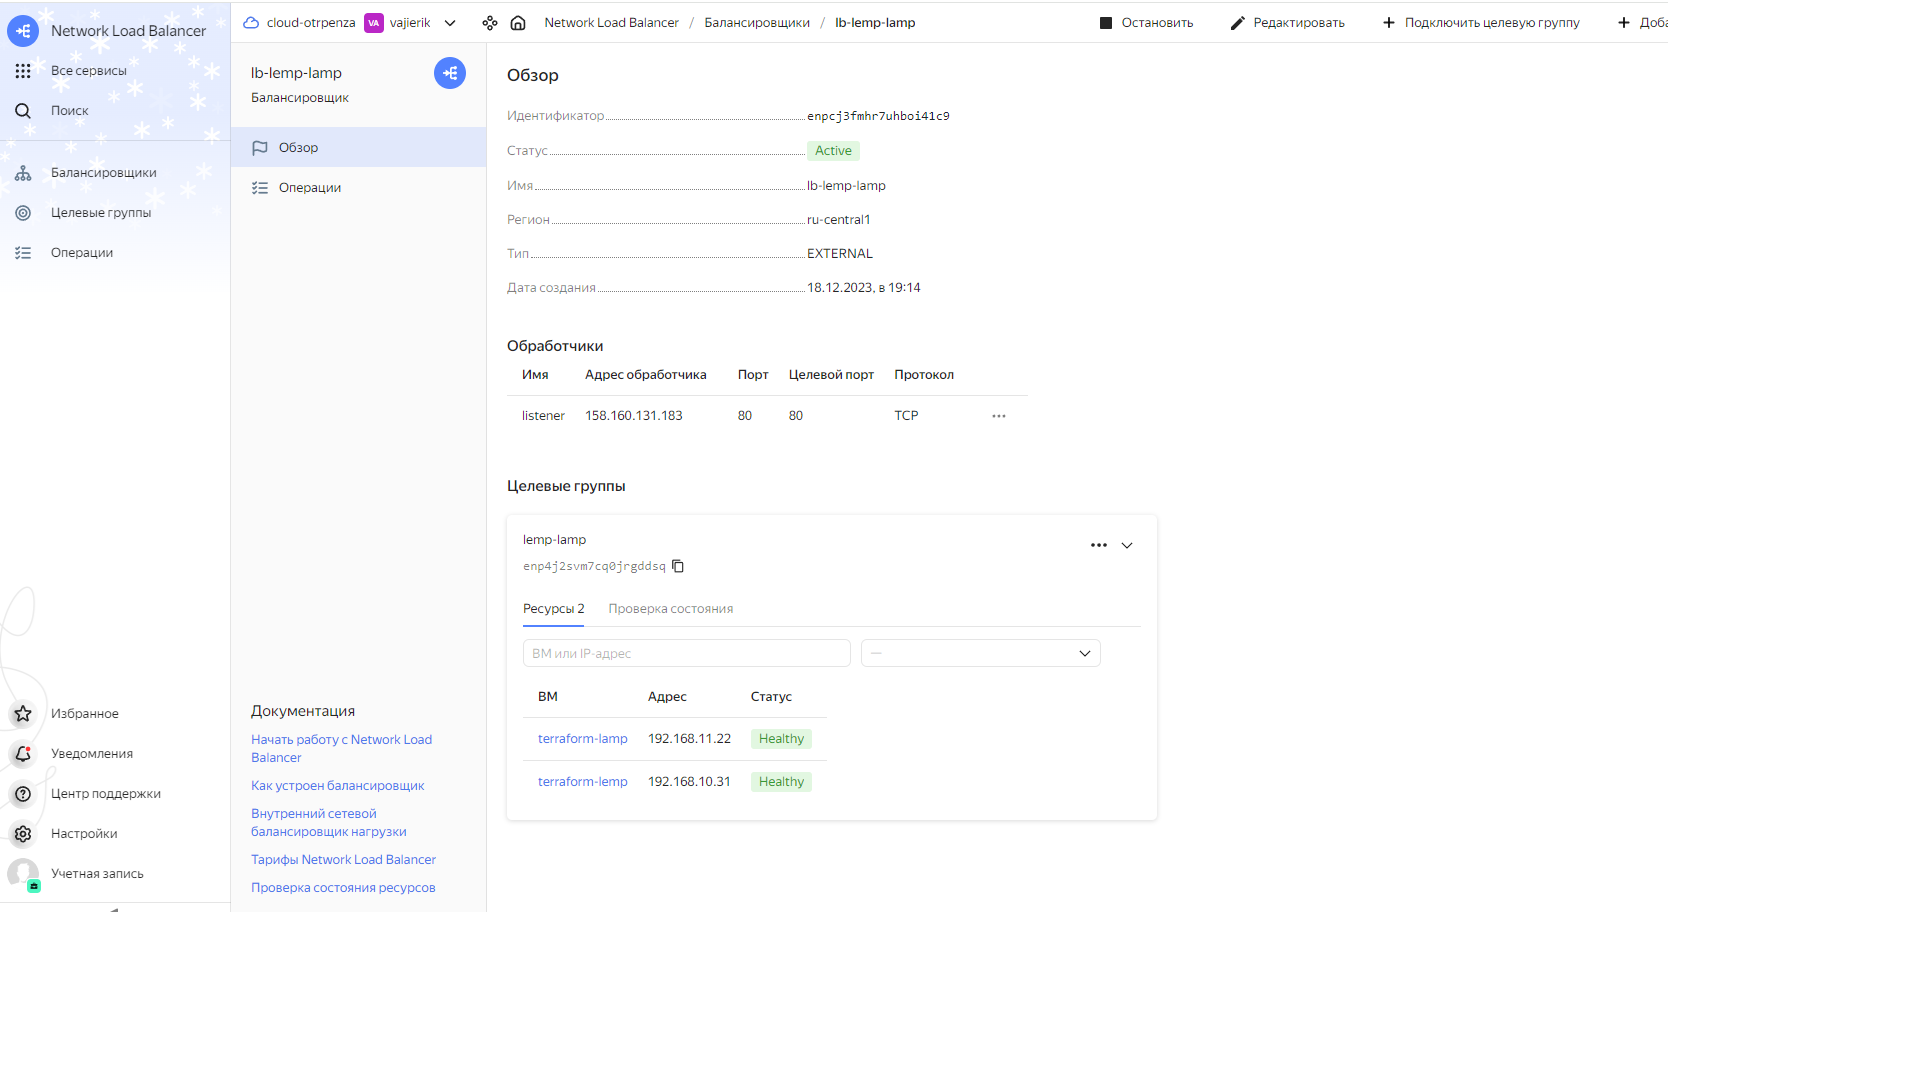 Network Load Balancer
Все сервисы
Поиск
Балансировщики
Целевые группы
Операции
Избранное
Уведомления
Центр поддержки
Настройки
Учетная запись
cloud-otrpenza VA vajierik Network Load Balancer / Балансировщики / lb-lemp-lamp
Остановить Редактировать Подключить целевую группу Доба
lb-lemp-lamp
Балансировщик
Обзор
Операции
Документация
Начать работу с Network Load
Balancer
Как устроен балансировщик
Внутренний сетевой
балансировщик нагрузки
Тарифы Network Load Balancer
Проверка состояния ресурсов
Обзор
Идентификатор enpcj3fmhr7uhboi41c9
Статус Active
Имя lb-lemp-lamp
Регион ru-central1
Тип EXTERNAL
Дата создания 18.12.2023, в 19:14
Обработчики
Имя Адрес обработчика Порт Целевой порт Протокол
listener 158.160.131.183 80 80 TCP
Целевые группы
lemp-lamp
enp4j2svm7cq0jrgddsq
Ресурсы 2 Проверка состояния
ВМ или IP-адрес —
ВМ Адрес Статус
terraform-lamp 192.168.11.22 Healthy
terraform-lemp 192.168.10.31 Healthy